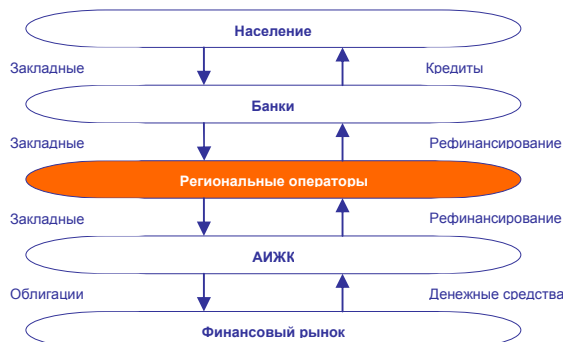 Население
Закладные
Кредиты
Банки
Закладные
Рефинансирование
Региональные операторы
Закладные
Рефинансирование
АИЖК
Облигации
Денежные средства
Финансовый рынок